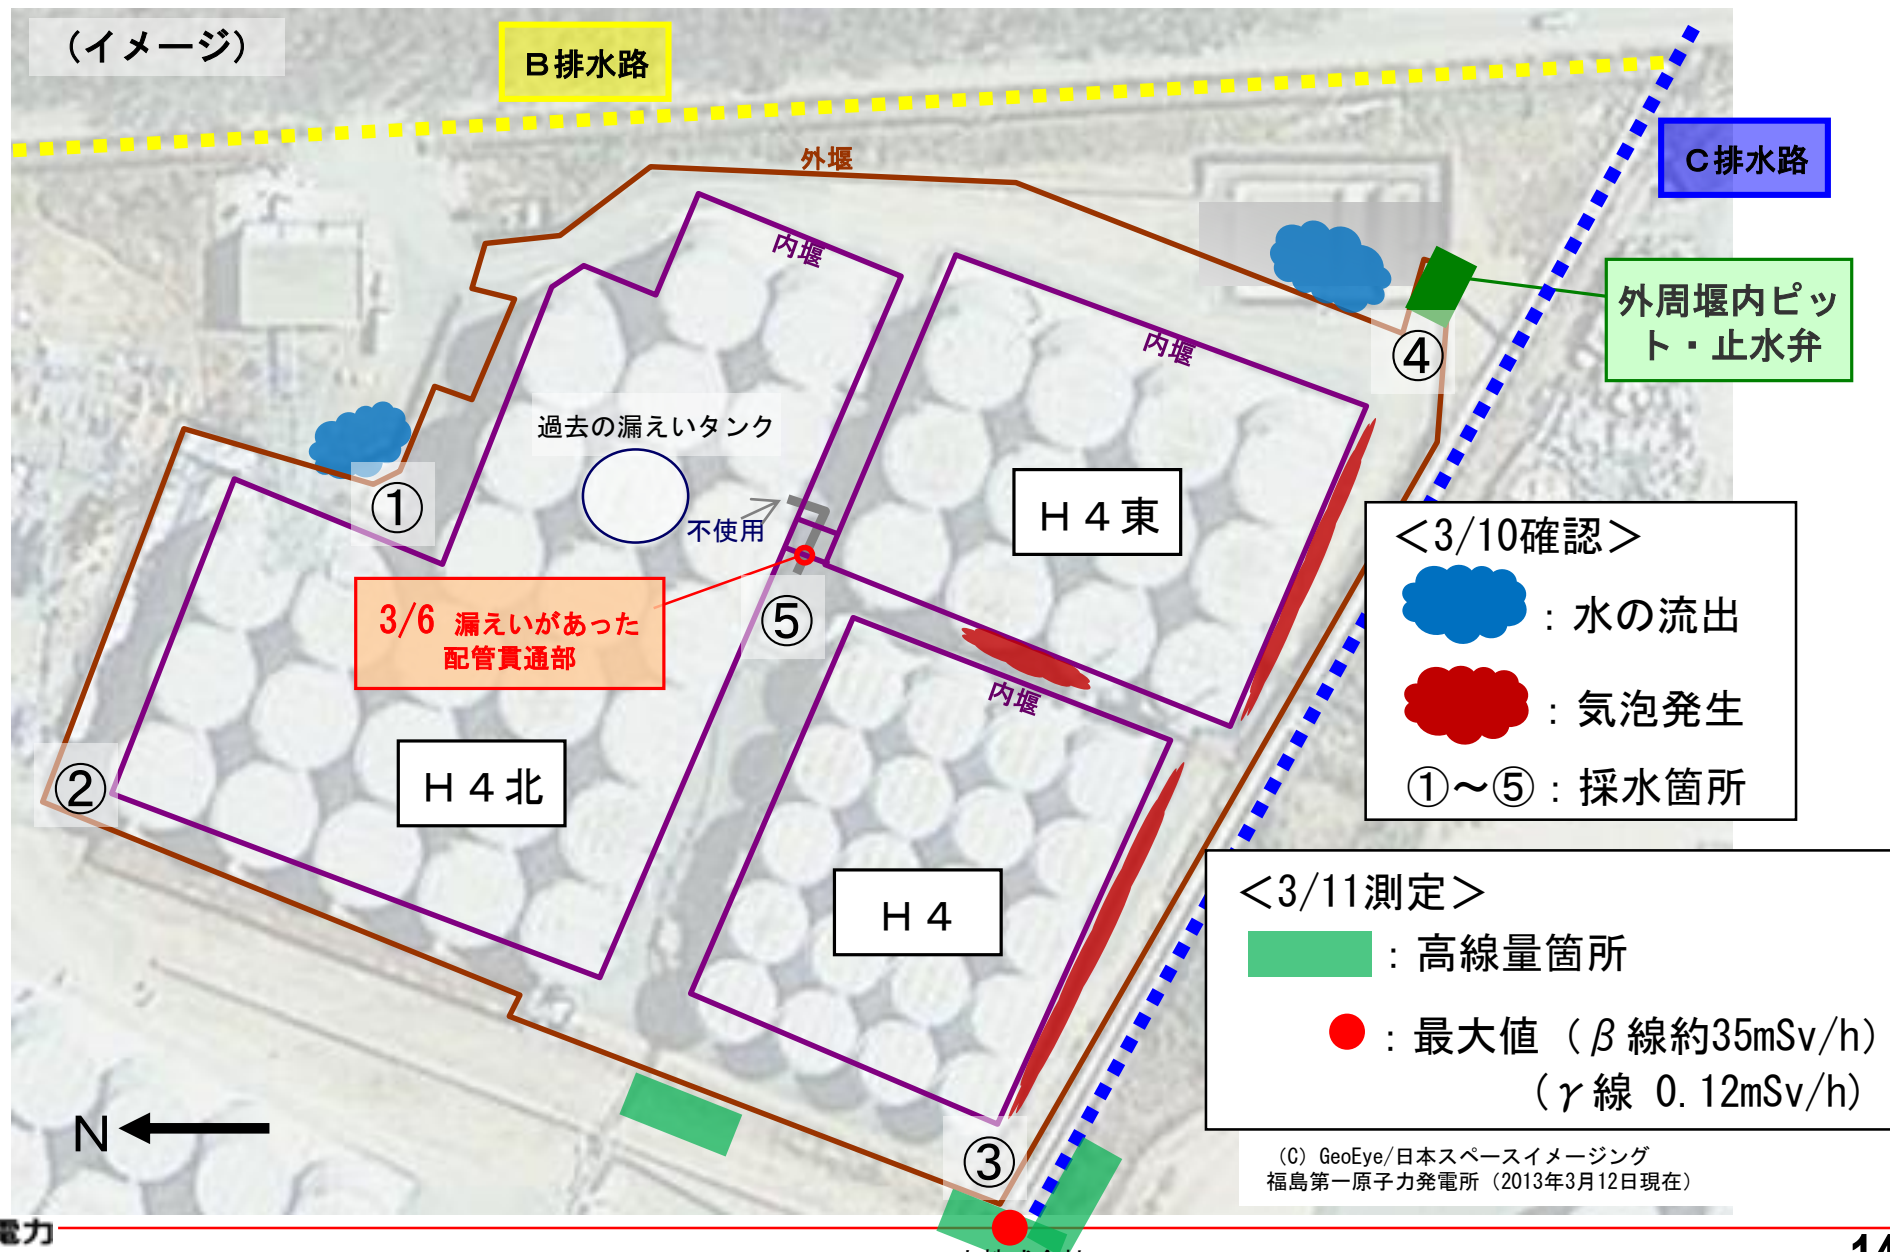 （イメージ）
Ｂ排水路
Ｃ排水路
外堰
内堰
内堰
外周堰内ピッ
ト・止水弁
④
過去の漏えいタンク
①
不使用
Ｈ４東
＜3/10確認＞
：水の流出
：気泡発生
①～⑤：採水箇所
3/6 漏えいがあった
配管貫通部
⑤
内堰
②
Ｈ４北
Ｈ４
＜3/11測定＞
：高線量箇所
：最大値（β線約35mSv/h）
（γ線 0.12mSv/h）
N
③
（C）GeoEye/日本スペースイメージング
福島第一原子力発電所（2013年3月12日現在）
電力
14